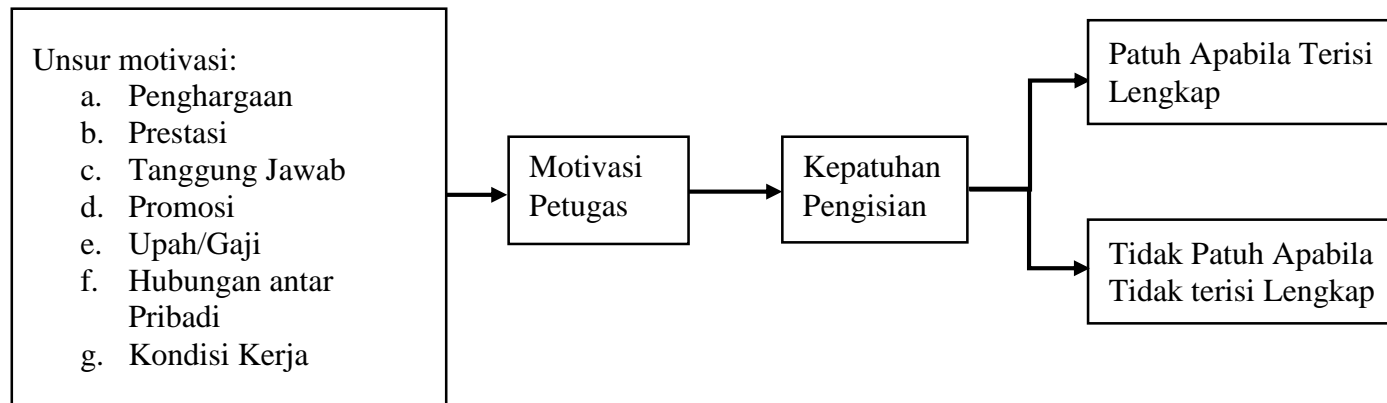 Unsur motivasi:
a. Penghargaan
b. Prestasi
c. Tanggung Jawab
d. Promosi
e. Upah/Gaji
f. Hubungan antar
Pribadi
g. Kondisi Kerja
Motivasi
Petugas
Kepatuhan
Pengisian
Patuh Apabila Terisi
Lengkap
Tidak Patuh Apabila
Tidak terisi Lengkap